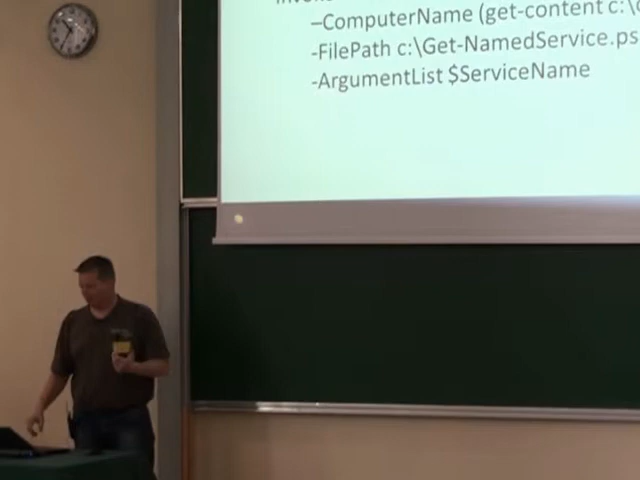 –ComputerName (get-content c:\
-FilePath c:\Get-NamedService.ps
-ArgumentList $ServiceName